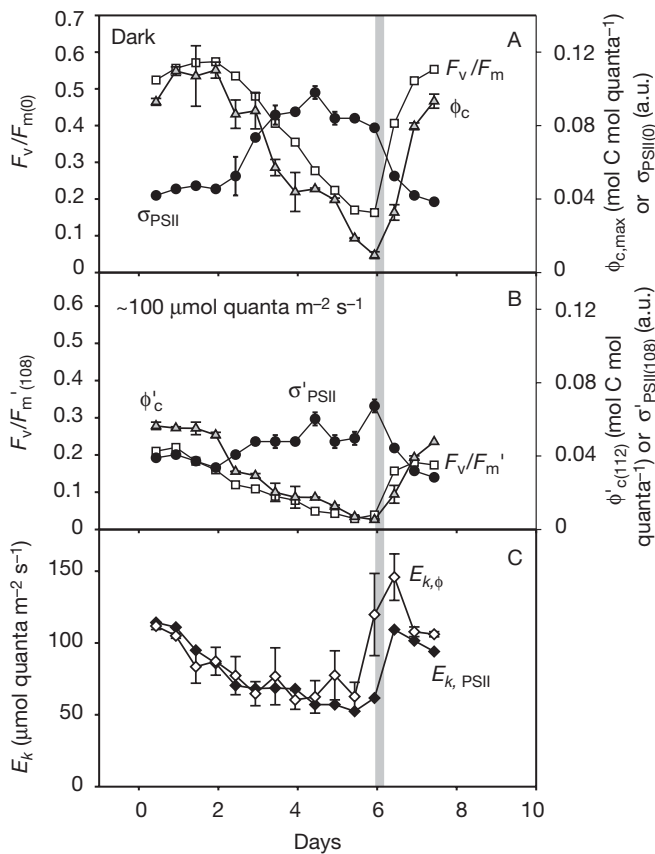 Dark
A
0.7
0.6
0.5
0.4
0.3
0.2
0.1
0
Fv/Fm(0)
Fv/Fm
ϕc
σPSII
0.12
0.08
0.04
0
ϕc,max (mol C mol quanta−1)
or σPSII(0) (a.u.)
~100 µmol quanta m−2 s−1
B
0.6
0.5
0.4
0.3
0.2
0.1
0
Fv/Fm′(108)
ϕ′c
σ′PSII
Fv/Fm′
0.12
0.08
0.04
0
ϕ′c(112) (mol C mol
quanta−1) or σ′PSII(108) (a.u.)
C
150
100
50
0
Ek (µmol quanta m−2 s−1)
Ek,ϕ
Ek, PSII
0 2 4 6 8 10
Days